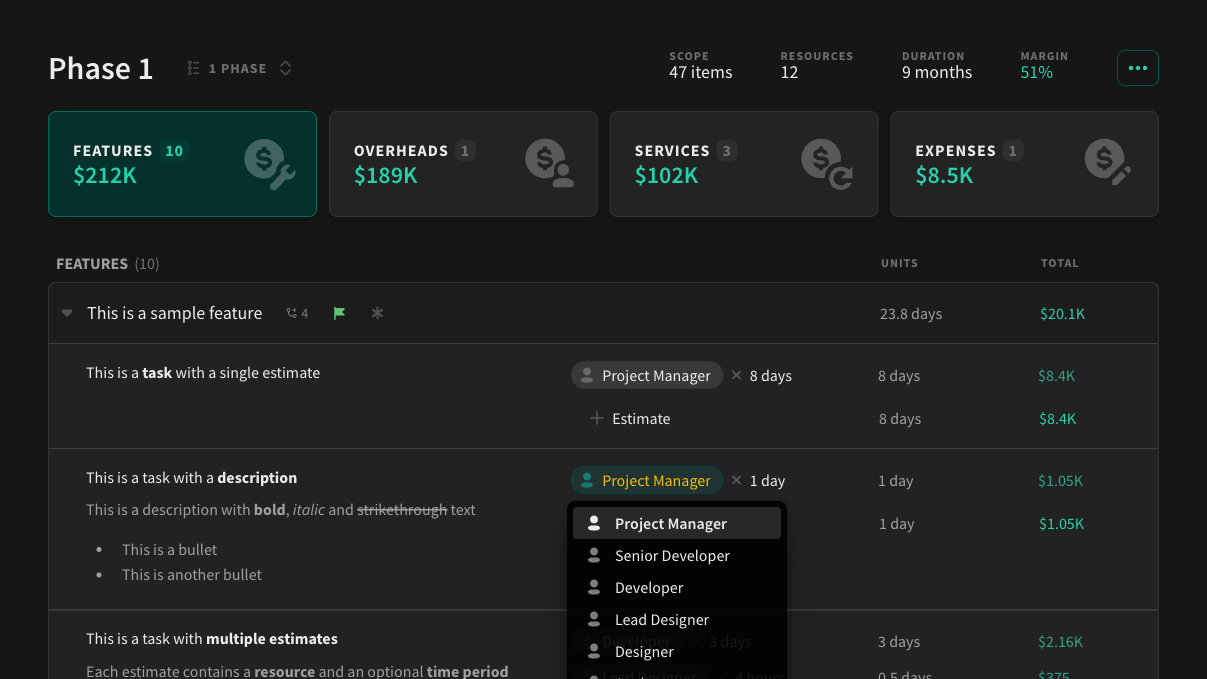 Phase 1
1 PHASE
SCOPE
47 items
RESOURCES
12
DURATION
9 months
MARGIN
51%
FEATURES 10
$212K
OVERHEADS 1
$189K
SERVICES 3
$102K
EXPENSES 1
$8.5K
FEATURES (10) UNITS TOTAL
This is a sample feature 4 23.8 days $20.1K
This is a task with a single estimate Project Manager × 8 days 8 days $8.4K
+ Estimate 8 days $8.4K
This is a task with a description Project Manager × 1 day 1 day $1.05K
This is a description with bold, italic and strikethrough text 1 day $1.05K
• This is a bullet
• This is another bullet
Project Manager
Senior Developer
Developer
Lead Designer
Designer
This is a task with multiple estimates Developer × 3 days 3 days $2.16K
Each estimate contains a resource and an optional time period Lead Designer 4 hours 0.5 days $375